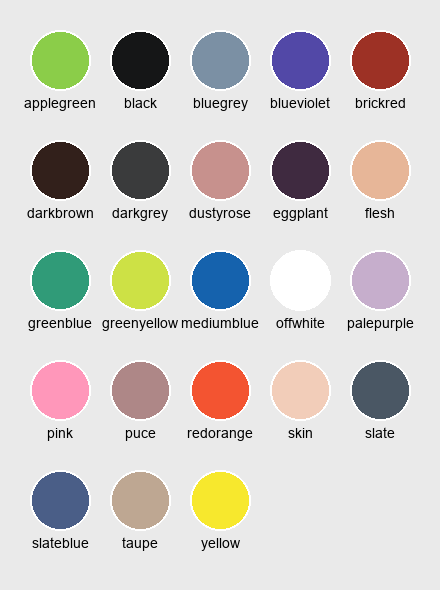 applegreen black bluegrey blueviolet brickred
darkbrown darkgrey dustyrose eggplant flesh
greenblue greenyellow mediumblue offwhite palepurple
pink puce redorange skin slate
slateblue taupe yellow